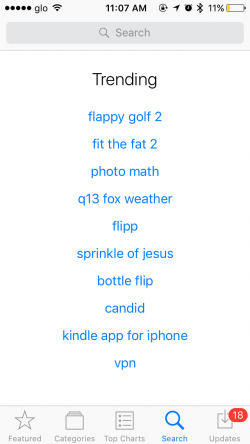 glo 11:07 AM 11%
Search
Trending
flappy golf 2
fit the fat 2
photo math
q13 fox weather
flipp
sprinkle of jesus
bottle flip
candid
kindle app for iphone
vpn
18
Featured Categories Top Charts Search Updates